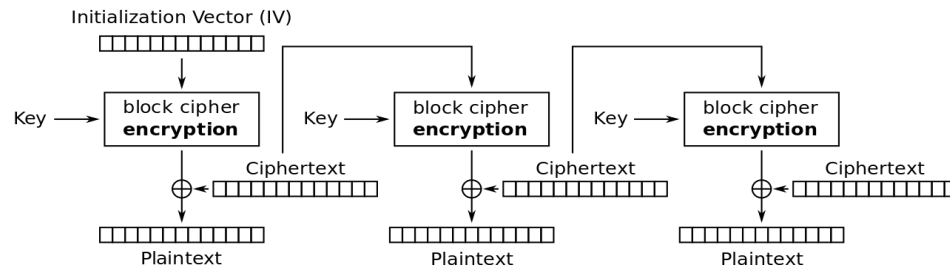 Initialization Vector (IV)
Key
block cipher
encryption
Ciphertext
Plaintext
Key
block cipher
encryption
Ciphertext
Plaintext
Key
block cipher
encryption
Ciphertext
Plaintext